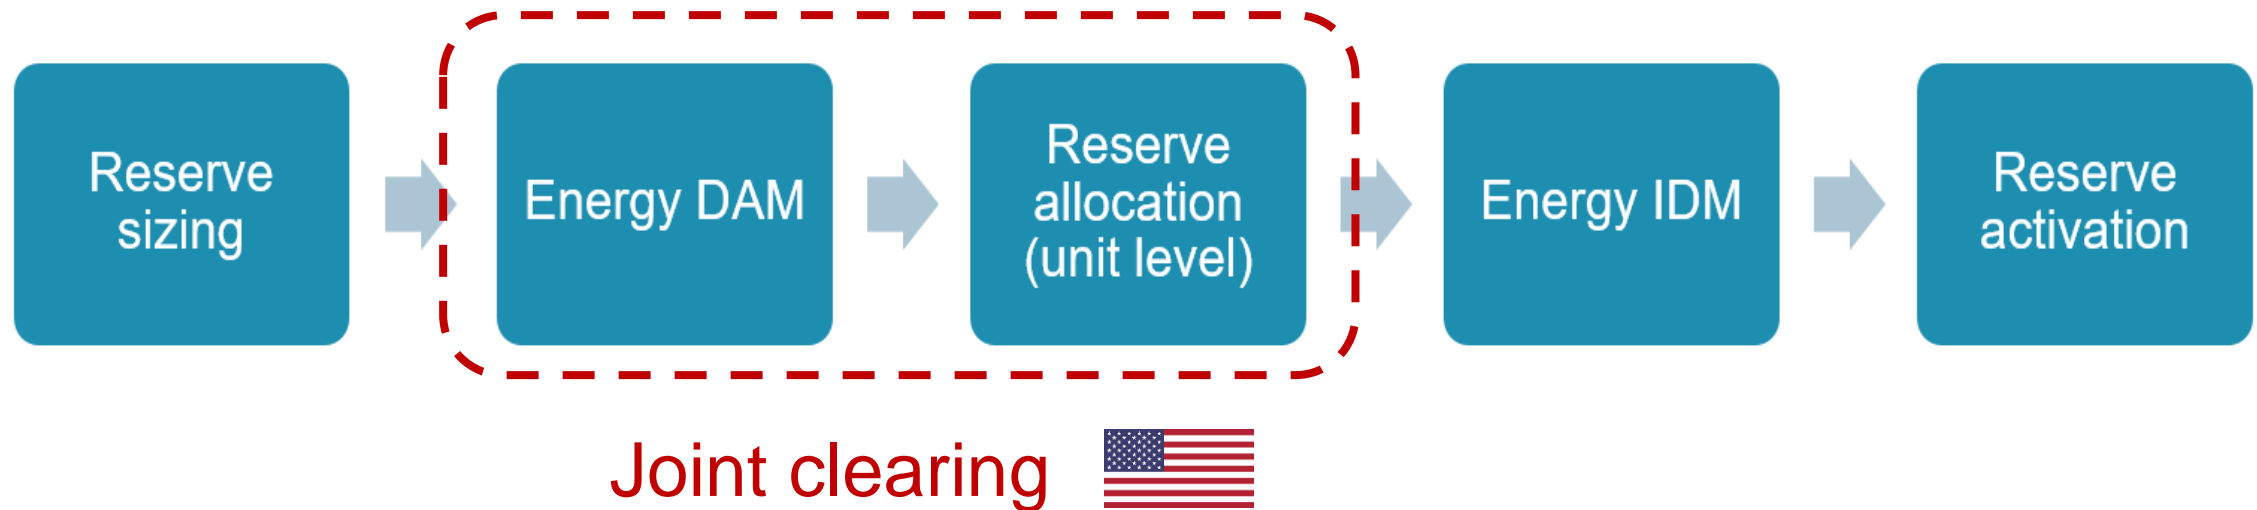 Reserve
sizing
Energy DAM
Reserve
allocation
(unit level)
Energy IDM
Reserve
activation
Joint clearing